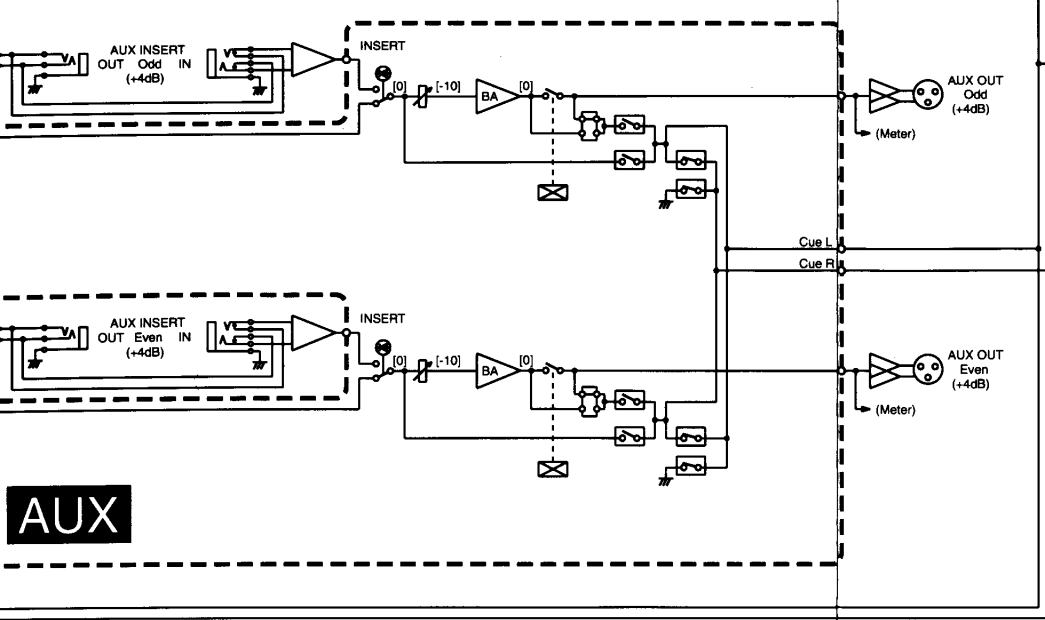 AUX INSERT
OUT Odd IN
(+4dB)
INSERT
[0]
[-10]
BA
[0]
AUX OUT
Odd
(+4dB)
(Meter)
Cue L
Cue R
AUX INSERT
OUT Even IN
(+4dB)
INSERT
[0]
[-10]
BA
[0]
AUX OUT
Even
(+4dB)
(Meter)
AUX